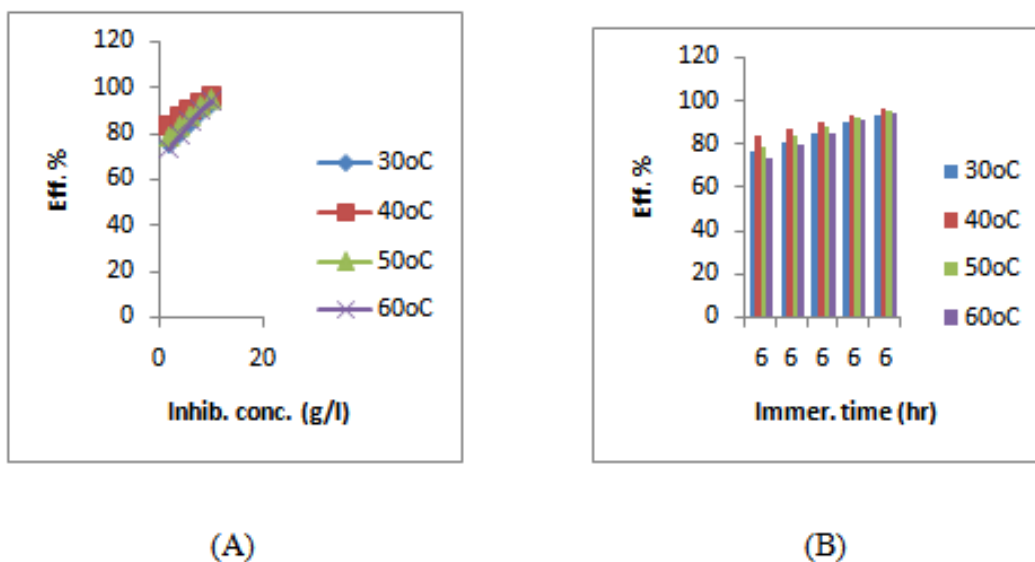 120
100
80
60
40
20
0
Eff. %
0 20
Inhib. conc. (g/l)
30oC
40oC
50oC
60oC
(A)
120
100
80
60
40
20
0
Eff. %
6 6 6 6 6
Immer. time (hr)
30oC
40oC
50oC
60oC
(B)